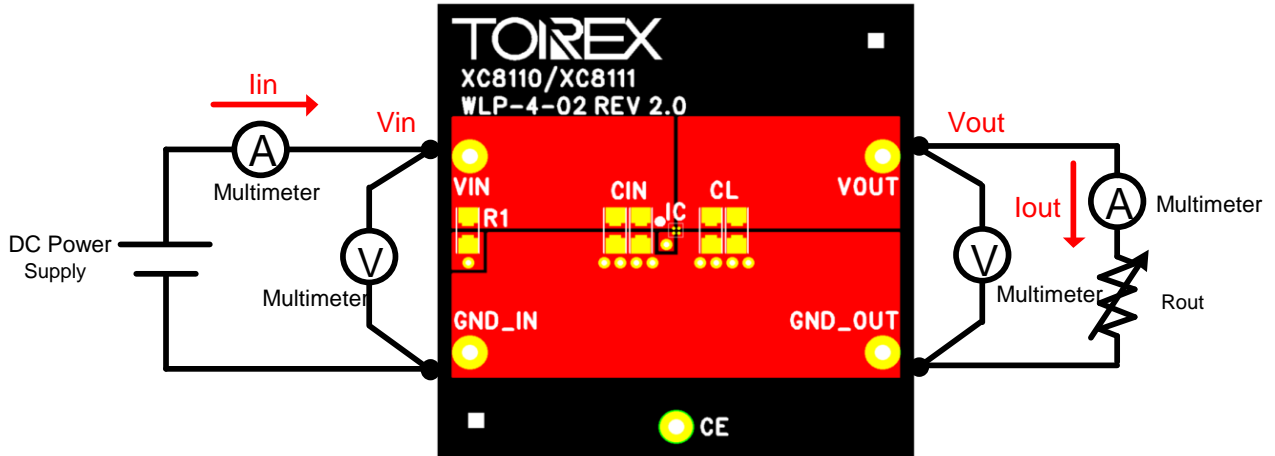 TOIREX
XC8110/XC8111
WLP-4-02 REV 2.0
Iin
Vin
A
Multimeter
DC Power
Supply
V
Multimeter
VIN
R1
CIN
IC
CL
VOUT
GND_IN
GND_OUT
CE
Vout
Iout
A
Multimeter
V
Multimeter
Rout